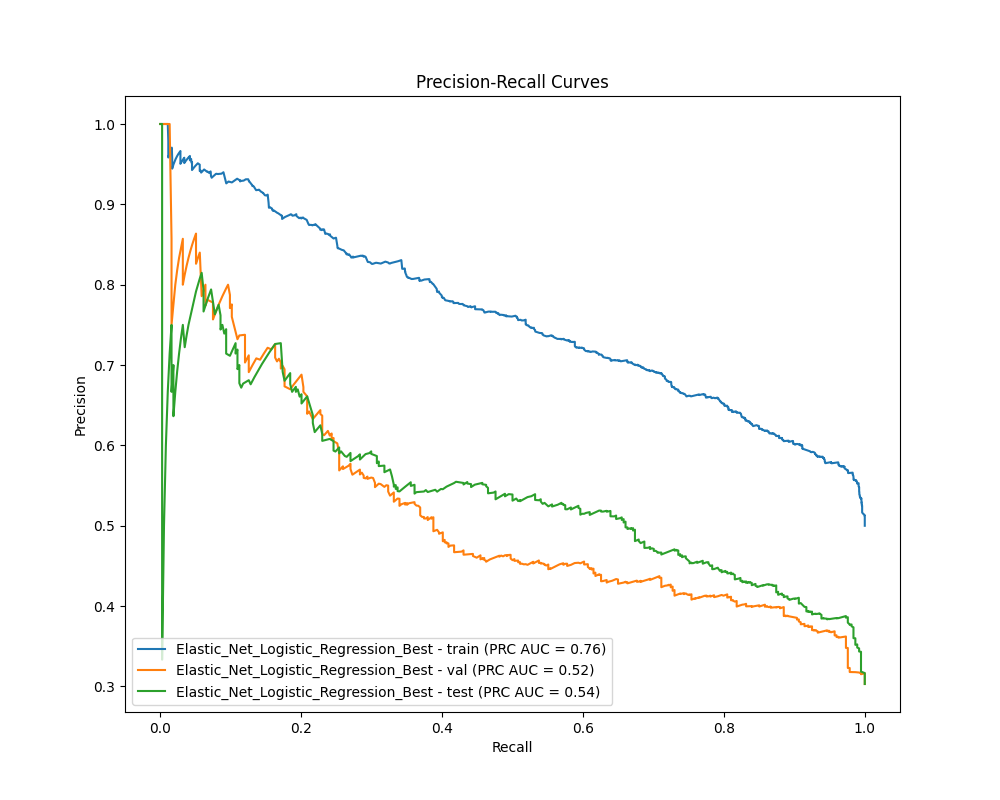 Precision-Recall Curves
Precision
1.0
0.9
0.8
0.7
0.6
0.5
0.4
0.3
Elastic_Net_Logistic_Regression_Best - train (PRC AUC = 0.76)
Elastic_Net_Logistic_Regression_Best - val (PRC AUC = 0.52)
Elastic_Net_Logistic_Regression_Best - test (PRC AUC = 0.54)
0.0 0.2 0.4 0.6 0.8 1.0
Recall